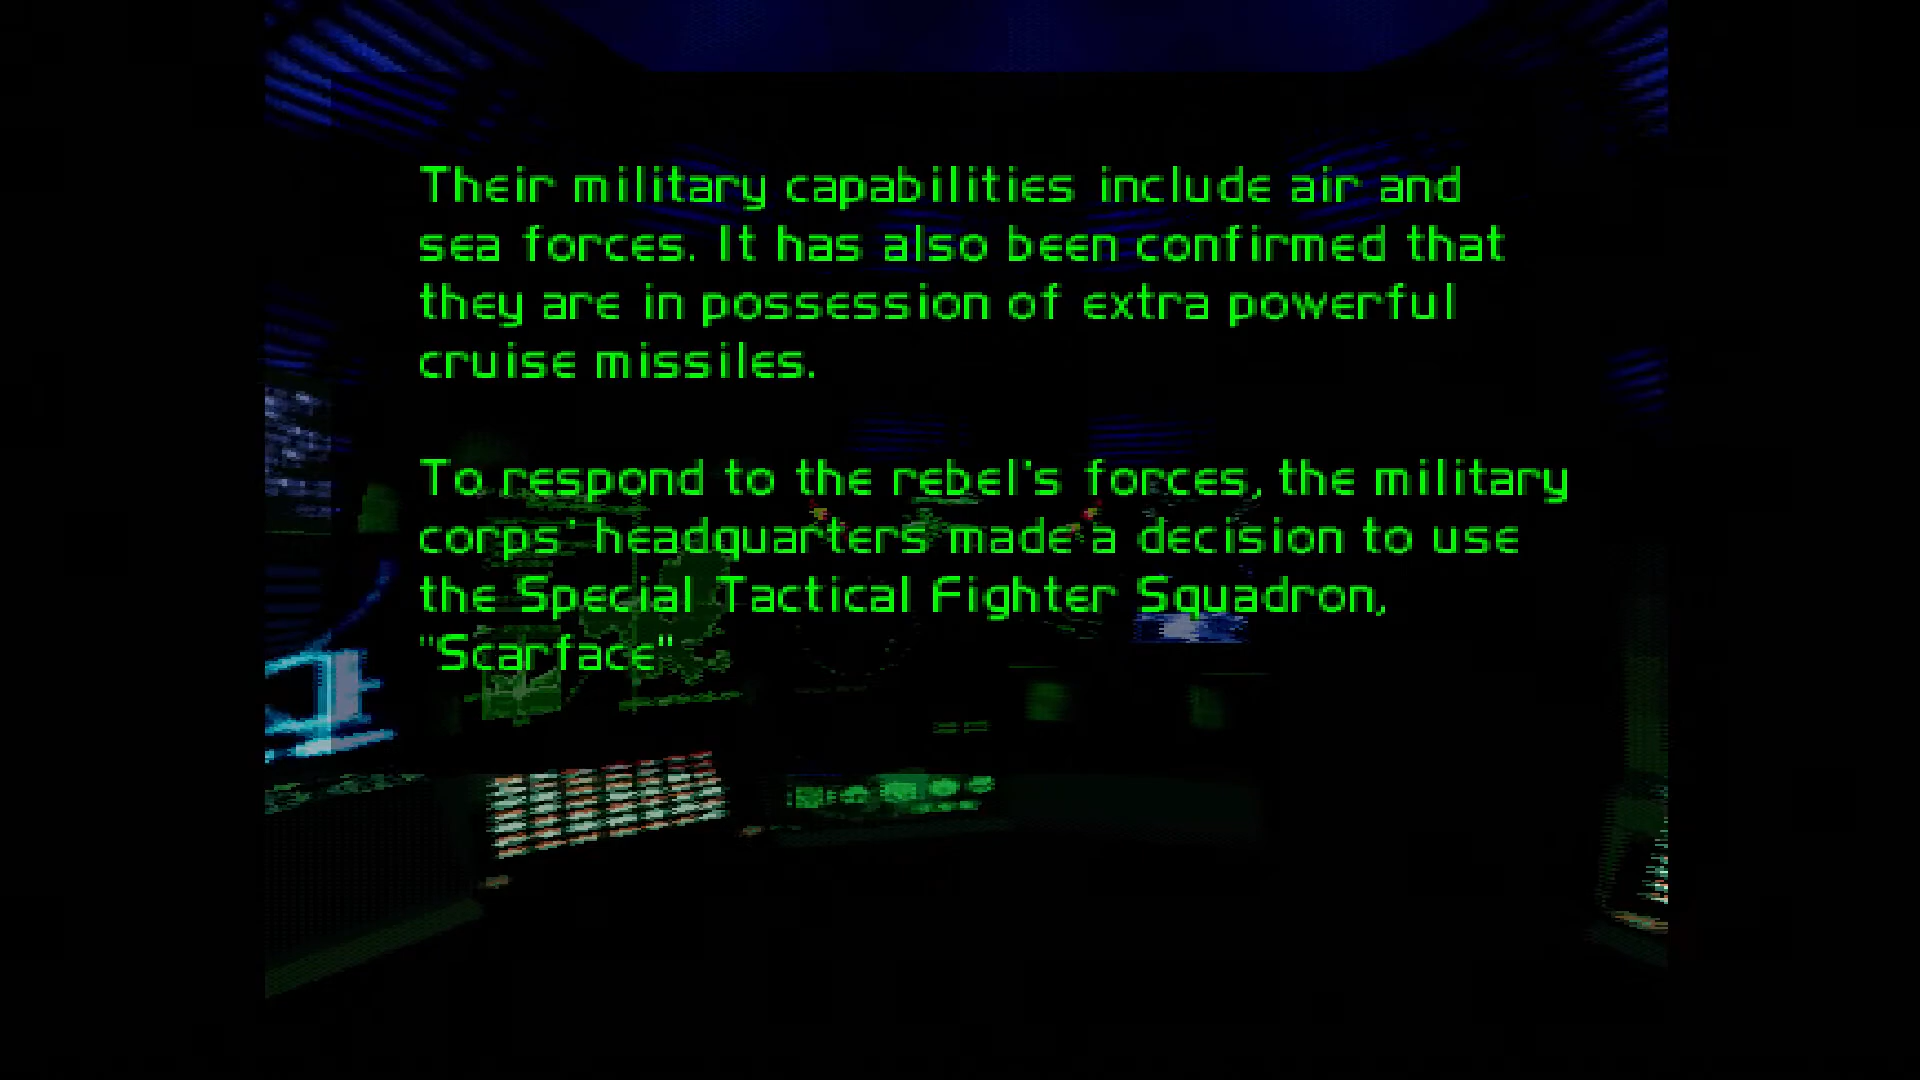 Their military capabilities include air and
sea forces. It has also been confirmed that
they are in possession of extra powerful
cruise missiles.
To respond to the rebel's forces, the military
corps' headquarters made a decision to use
the Special Tactical Fighter Squadron,
"Scarface"